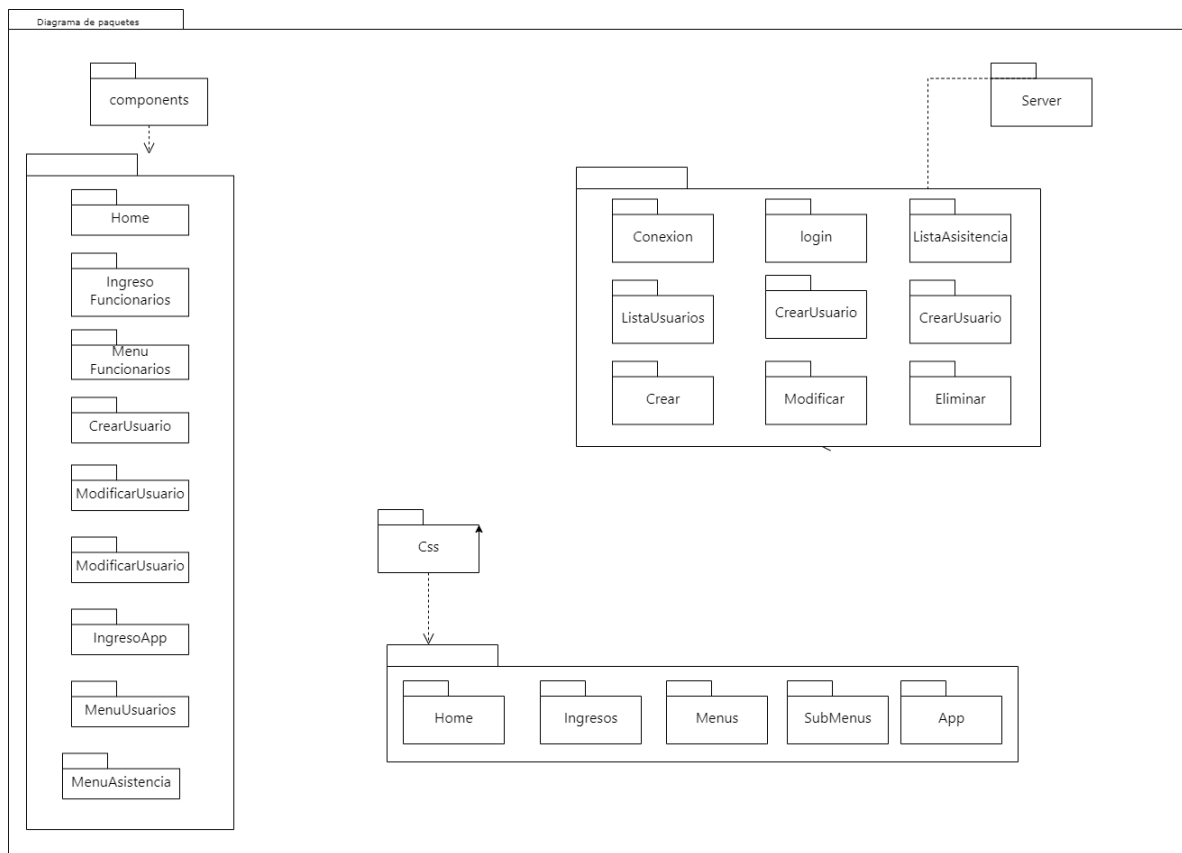 Diagrama de paquetes
components
Home
Ingreso
Funcionarios
Menu
Funcionarios
CrearUsuario
ModificarUsuario
ModificarUsuario
IngresoApp
MenuUsuarios
MenuAsistencia
Server
Conexion
login
ListaAsisitencia
ListaUsuarios
CrearUsuario
CrearUsuario
Crear
Modificar
Eliminar
Css
Home
Ingresos
Menus
SubMenus
App